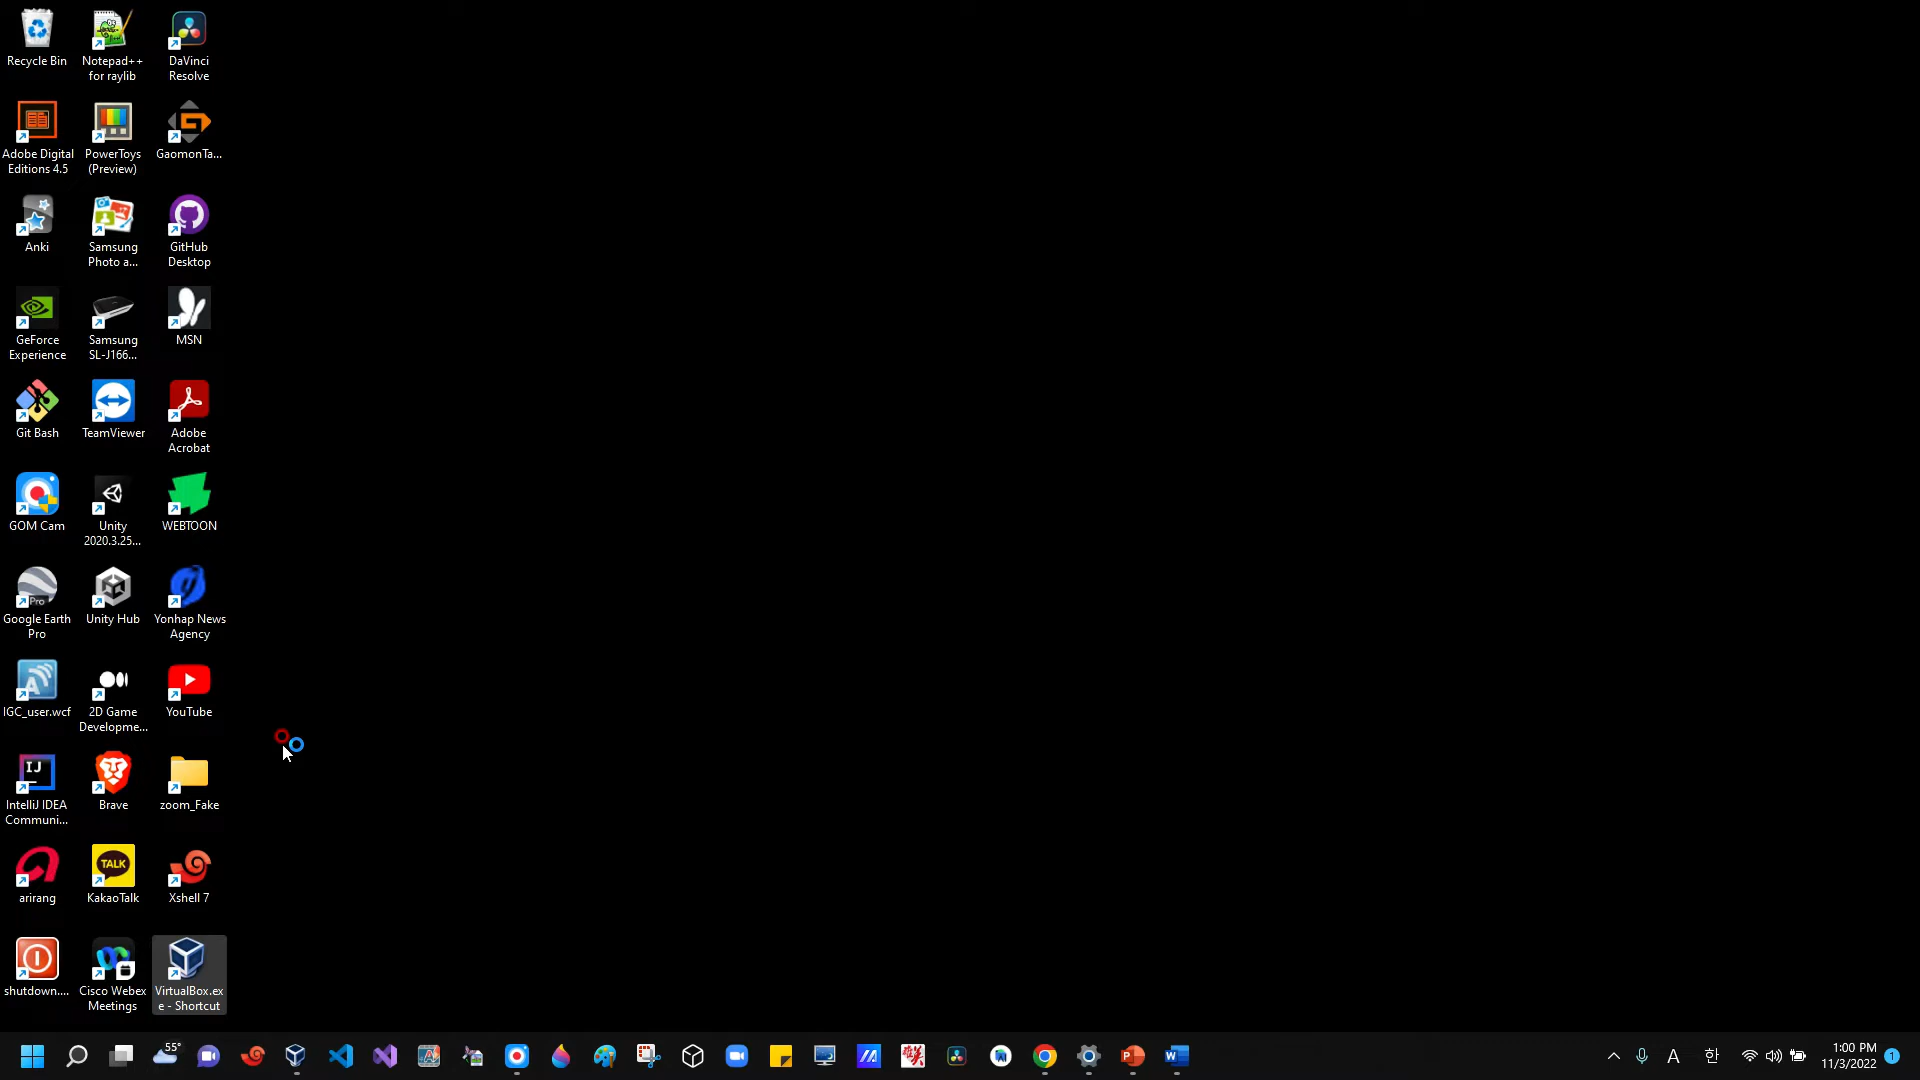 Recycle Bin
Notepad++
for raylib
DaVinci
Resolve
Adobe Digital
Editions 4.5
PowerToys
(Preview)
GaomonTa...
Anki
Samsung
Photo a...
GitHub
Desktop
GeForce
Experience
Samsung
SL-J166...
MSN
Git Bash
TeamViewer
Adobe
Acrobat
GOM Cam
Unity
2020.3.25...
WEBTOON
Pro
Google Earth
Pro
Unity Hub
Yonhap News
Agency
IGC_user.wcf
2D Game
Developme...
YouTube
IJ
IntelliJ IDEA
Communi...
Brave
zoom_Fake
arirang
TALK
KakaoTalk
Xshell 7
shutdown....
Cisco Webex
Meetings
VirtualBox.ex
e - Shortcut
55°
A
한
1:00 PM
11/3/2022
1